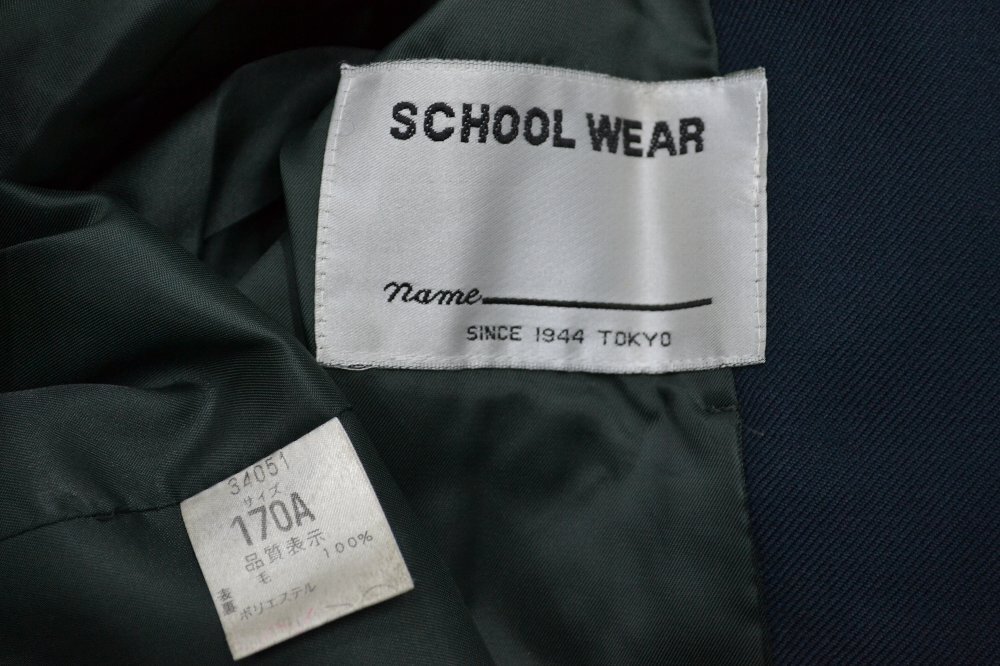 SCHOOL WEAR
name
SINCE 1944 TOKYO
34051
サイズ
170A
品質表示
表 毛 100%
裏 ポリエステル